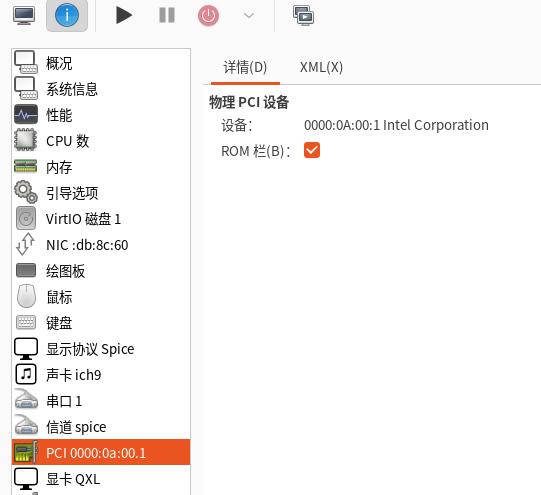 概况
系统信息
性能
CPU 数
内存
引导选项
VirtIO 磁盘 1
NIC :db:8c:60
绘图板
鼠标
键盘
显示协议 Spice
声卡 ich9
串口 1
信道 spice
PCI 0000:0a:00.1
显卡 QXL
详情(D) XML(X)
物理 PCI 设备
设备： 0000:0A:00:1 Intel Corporation
ROM 栏(B)：